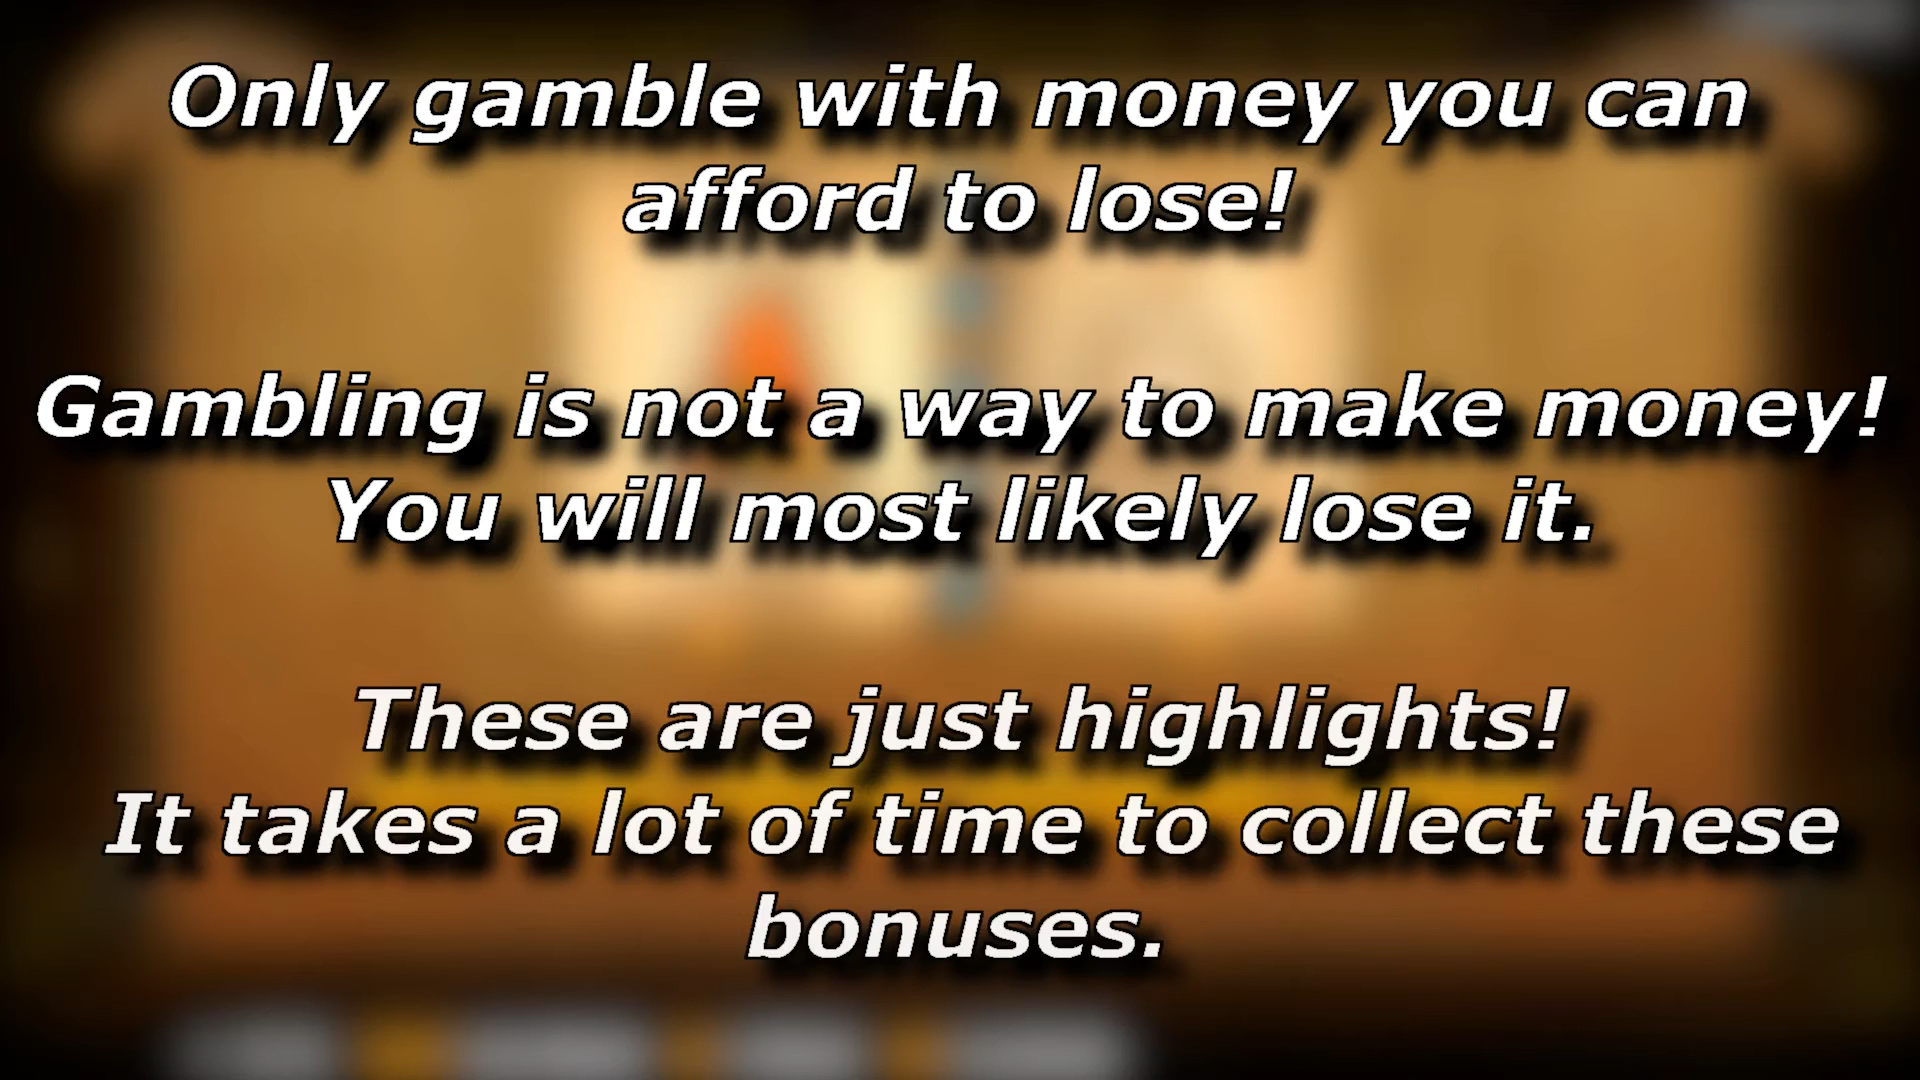 Only gamble with money you can
afford to lose!
Gambling is not a way to make money!
You will most likely lose it.
These are just highlights!
It takes a lot of time to collect these
bonuses.